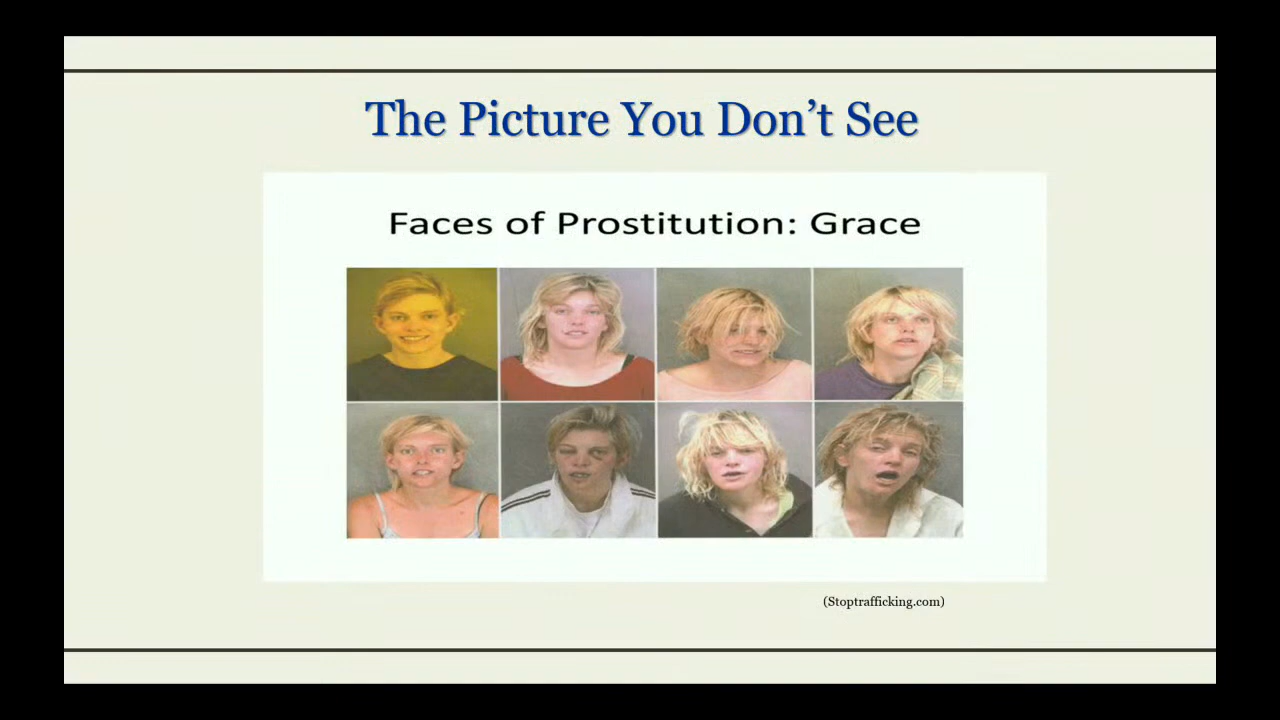 The Picture You Don’t See
Faces of Prostitution: Grace
(Stoptrafficking.com)